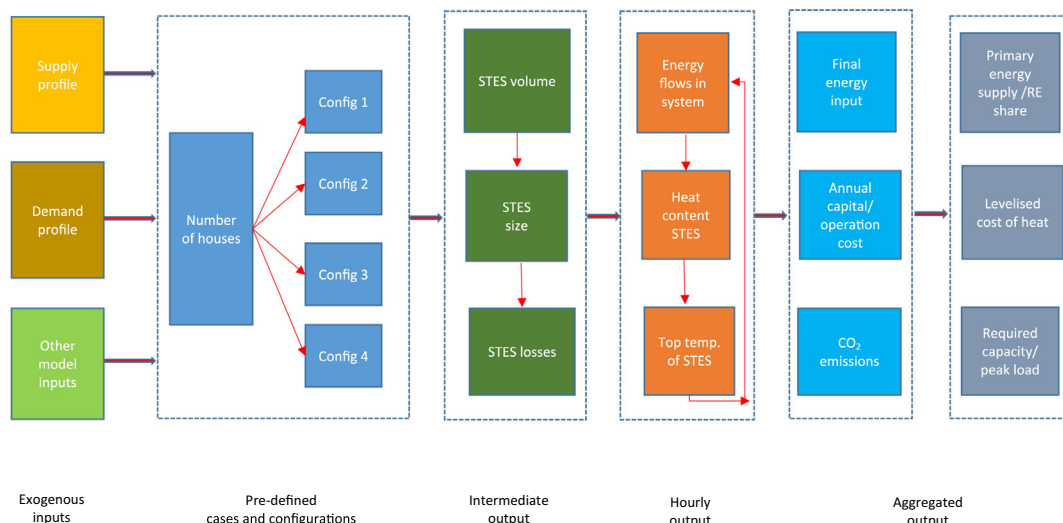 Supply
profile
Demand
profile
Other
model
inputs
Number
of houses
Config 1
Config 2
Config 3
Config 4
STES volume
STES
size
STES losses
Energy
flows in
system
Heat
content
STES
Top temp.
of STES
Final
energy
input
Annual
capital/
operation
cost
CO₂
emissions
Primary
energy
supply /RE
share
Levelised
cost of heat
Required
capacity/
peak load
Exogenous
inputs
Pre-defined
cases and configurations
Intermediate
output
Hourly
output
Aggregated
output